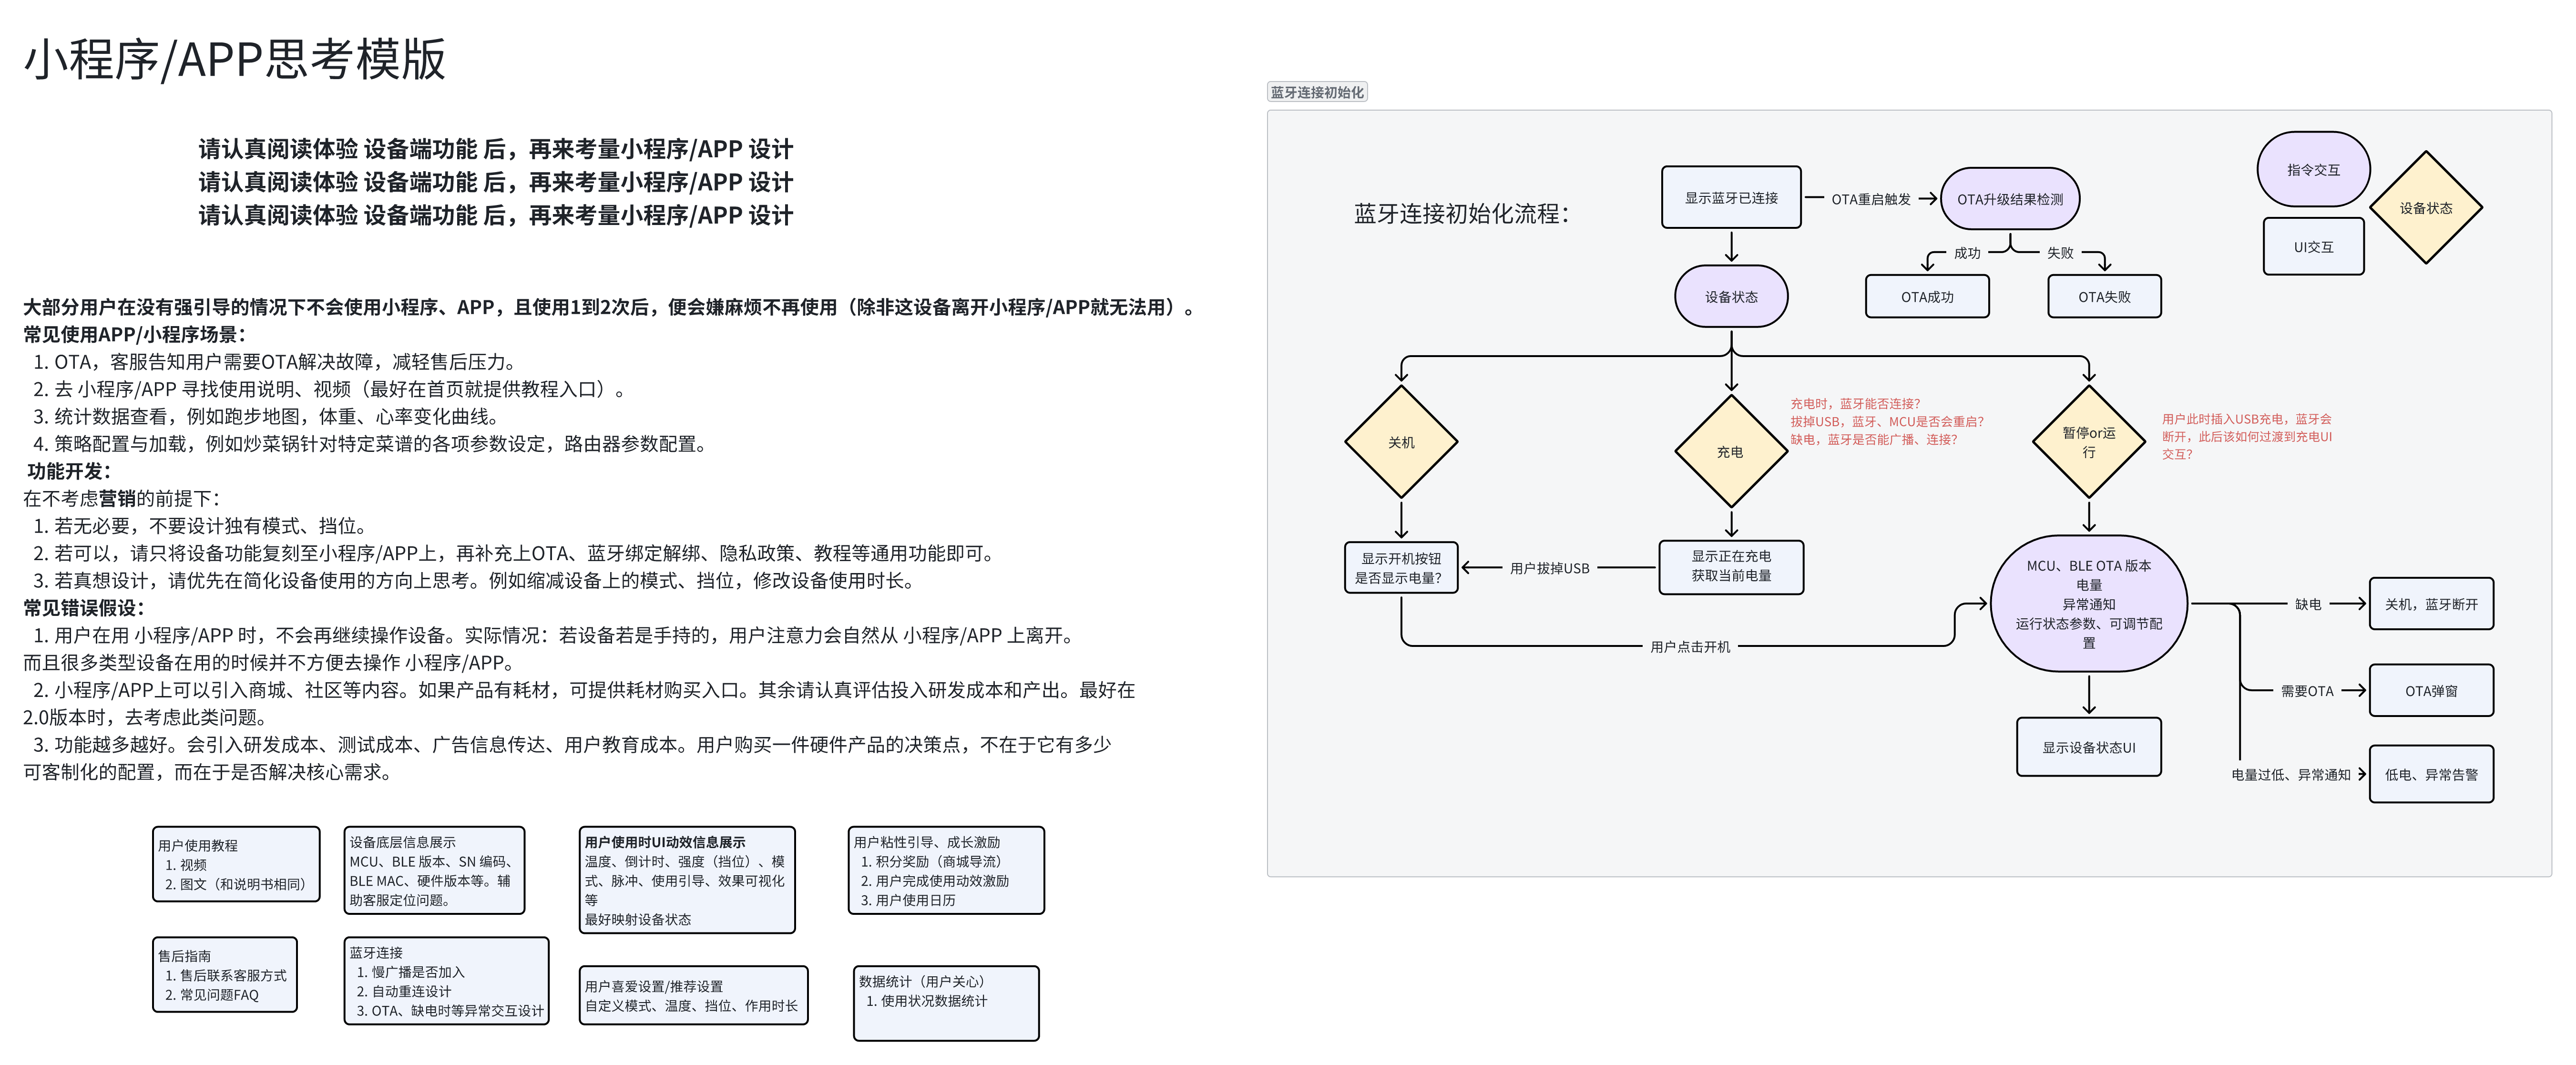 小程序/APP思考模版
请认真阅读体验 设备端功能 后，再来考量小程序/APP 设计
请认真阅读体验 设备端功能 后，再来考量小程序/APP 设计
请认真阅读体验 设备端功能 后，再来考量小程序/APP 设计
大部分用户在没有强引导的情况下不会使用小程序、APP，且使用1到2次后，便会嫌麻烦不再使用（除非这设备离开小程序/APP就无法用）。
常见使用APP/小程序场景：
1. OTA，客服告知用户需要OTA解决故障，减轻售后压力。
2. 去 小程序/APP 寻找使用说明、视频（最好在首页就提供教程入口）。
3. 统计数据查看，例如跑步地图，体重、心率变化曲线。
4. 策略配置与加载，例如炒菜锅针对特定菜谱的各项参数设定，路由器参数配置。
功能开发：
在不考虑营销的前提下：
1. 若无必要，不要设计独有模式、挡位。
2. 若可以，请只将设备功能复刻至小程序/APP上，再补充上OTA、蓝牙绑定解绑、隐私政策、教程等通用功能即可。
3. 若真想设计，请优先在简化设备使用的方向上思考。例如缩减设备上的模式、挡位，修改设备使用时长。
常见错误假设：
1. 用户在用 小程序/APP 时，不会再继续操作设备。实际情况：若设备若是手持的，用户注意力会自然从 小程序/APP 上离开。
而且很多类型设备在用的时候并不方便去操作 小程序/APP。
2. 小程序/APP上可以引入商城、社区等内容。如果产品有耗材，可提供耗材购买入口。其余请认真评估投入研发成本和产出。最好在
2.0版本时，去考虑此类问题。
3. 功能越多越好。会引入研发成本、测试成本、广告信息传达、用户教育成本。用户购买一件硬件产品的决策点，不在于它有多少
可客制化的配置，而在于是否解决核心需求。
用户使用教程
1. 视频
2. 图文（和说明书相同）
设备底层信息展示
MCU、BLE 版本、SN 编码、
BLE MAC、硬件版本等。辅
助客服定位问题。
用户使用时UI动效信息展示
温度、倒计时、强度（挡位）、模
式、脉冲、使用引导、效果可视化
等
最好映射设备状态
用户粘性引导、成长激励
1. 积分奖励（商城导流）
2. 用户完成使用动效激励
3. 用户使用日历
售后指南
1. 售后联系客服方式
2. 常见问题FAQ
蓝牙连接
1. 慢广播是否加入
2. 自动重连设计
3. OTA、缺电时等异常交互设计
用户喜爱设置/推荐设置
自定义模式、温度、挡位、作用时长
数据统计（用户关心）
1. 使用状况数据统计
蓝牙连接初始化
蓝牙连接初始化流程：
显示蓝牙已连接
OTA重启触发
OTA升级结果检测
指令交互
设备状态
UI交互
成功
失败
OTA成功
OTA失败
设备状态
关机
充电
充电时，蓝牙能否连接？
拔掉USB，蓝牙、MCU是否会重启？
缺电，蓝牙是否能广播、连接？
暂停or运
行
用户此时插入USB充电，蓝牙会
断开，此后该如何过渡到充电UI
交互？
显示开机按钮
是否显示电量？
用户拔掉USB
显示正在充电
获取当前电量
用户点击开机
MCU、BLE OTA 版本
电量
异常通知
运行状态参数、可调节配
置
缺电
关机，蓝牙断开
需要OTA
OTA弹窗
显示设备状态UI
电量过低、异常通知
低电、异常告警